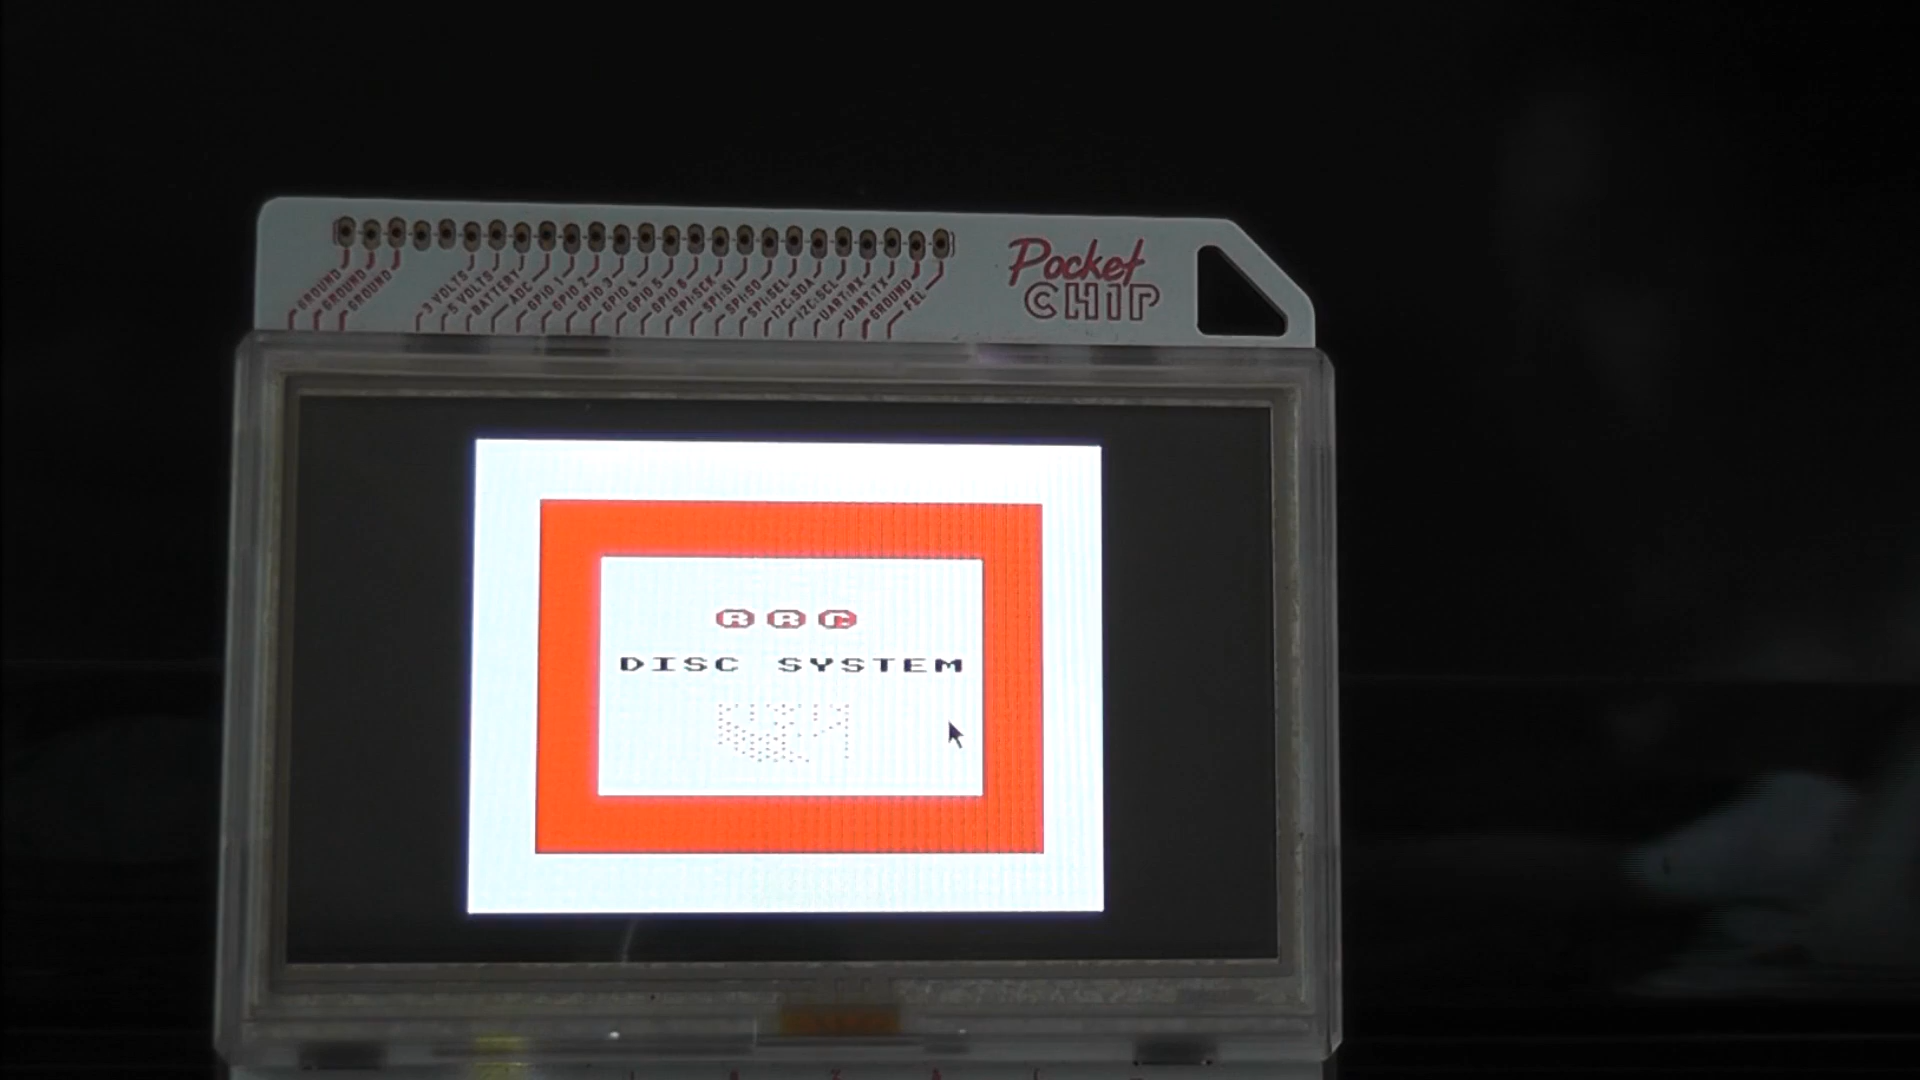 GROUND
GROUND
GROUND
3 VOLTS
5 VOLTS
BATTERY
ADC
GPIO 1
GPIO 2
GPIO 3
GPIO 4
GPIO 5
GPIO 6
SPI:SCK
SPI:SI
SPI:SO
SPI:SEL
I2C:SDA
I2C:SCL
UART:RX
UART:TX
GROUND
FEL
Pocket
CHIP
DISC SYSTEM